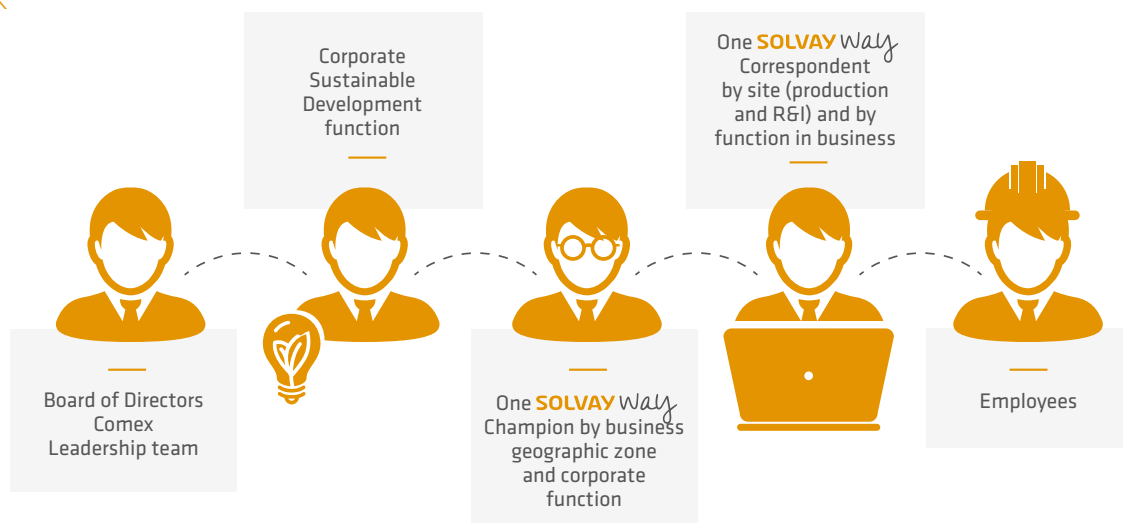 Board of Directors
Comex
Leadership team
Corporate
Sustainable
Development
function
One SOLVAY Way
Champion by business
geographic zone
and corporate
function
One SOLVAY Way
Correspondent
by site (production
and R&I) and by
function in business
Employees